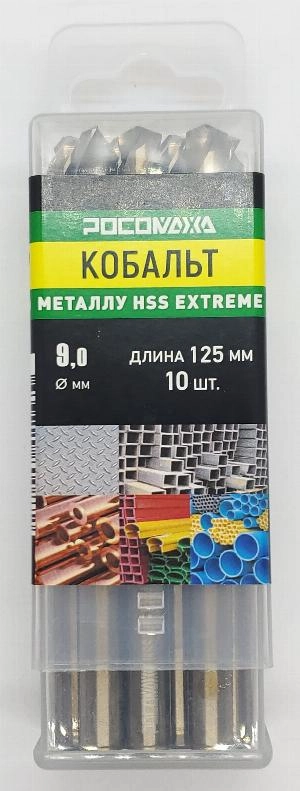 РОСОМАХА
КОБАЛЬТ
МЕТАЛЛУ HSS EXTREME
9,0
Ø мм
ДЛИНА 125 мм
10 шт.